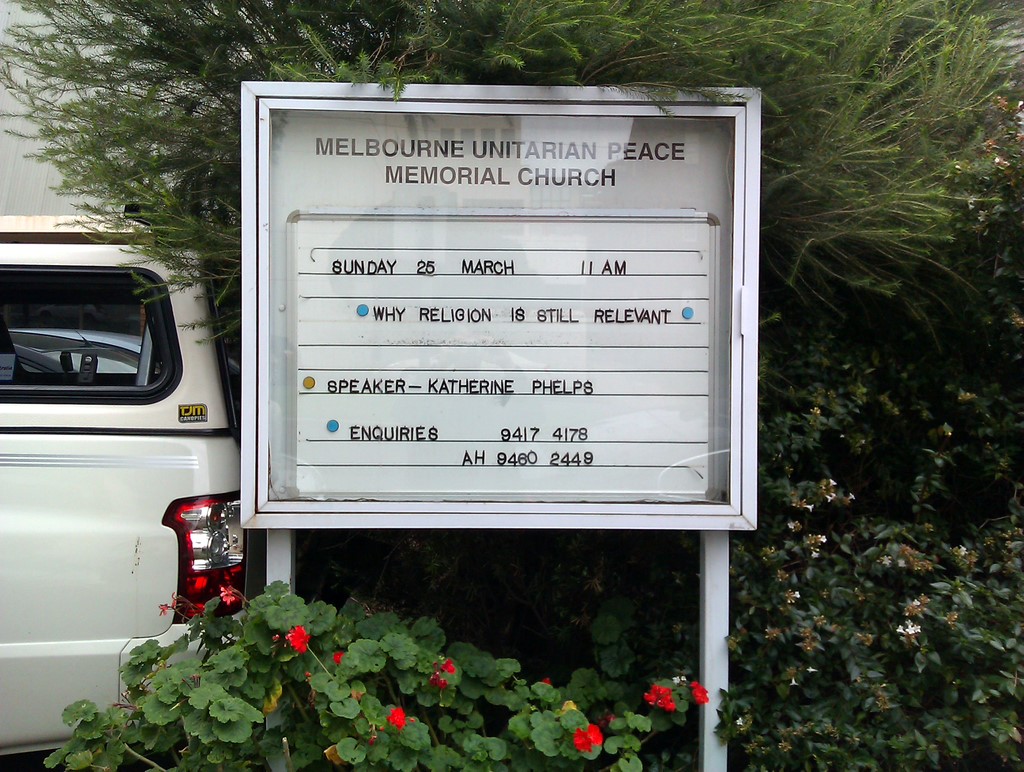 MELBOURNE UNITARIAN PEACE
MEMORIAL CHURCH
SUNDAY 25 MARCH 11 AM
WHY RELIGION IS STILL RELEVANT
SPEAKER - KATHERINE PHELPS
ENQUIRIES 9417 4178
AH 9460 2449
TJM
CANOPIES